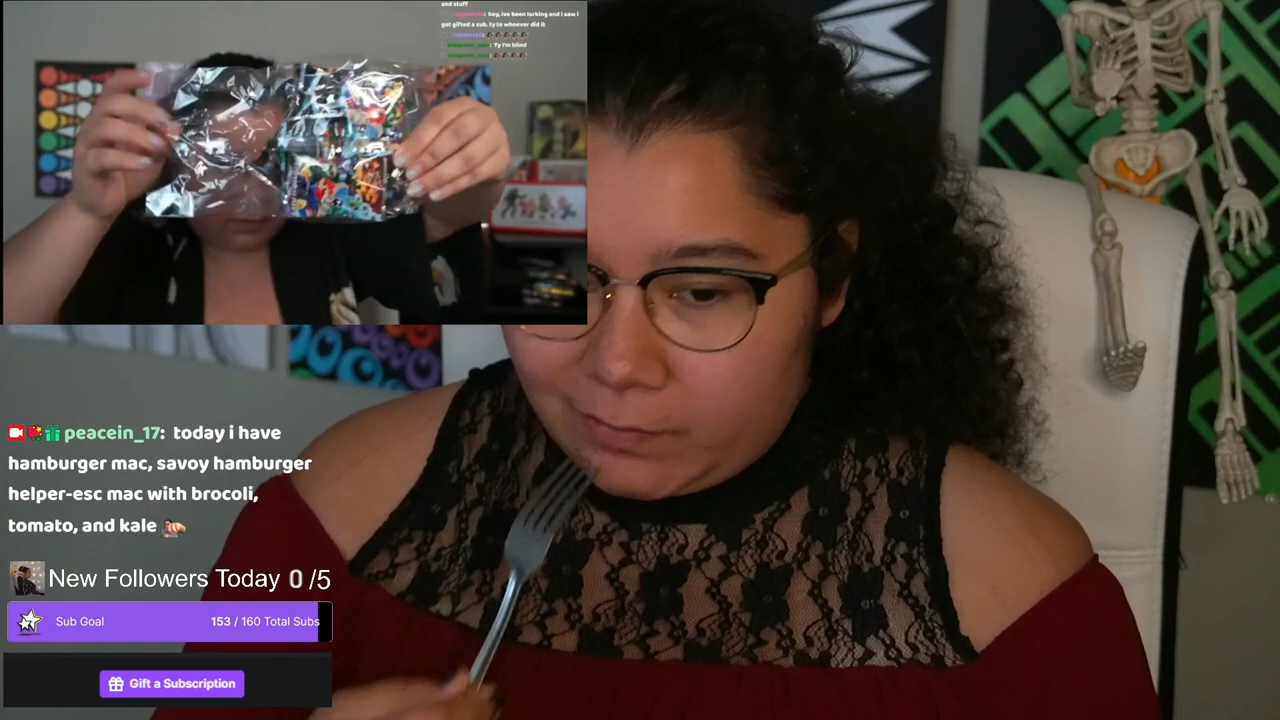 and stuff
: hey, ive been lurking and i saw i
got gifted a sub. ty to whoever did it
: Ty I'm blind
peacein_17: today i have
hamburger mac, savoy hamburger
helper-esc mac with brocoli,
tomato, and kale
New Followers Today 0 /5
Sub Goal 153 / 160 Total Subs
Gift a Subscription